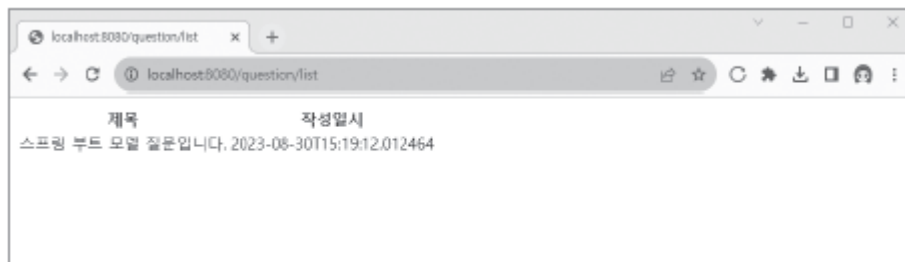 localhost:8080/question/list
localhost:8080/question/list
제목 작성일시
스프링 부트 모델 질문입니다. 2023-08-30T15:19:12.012464